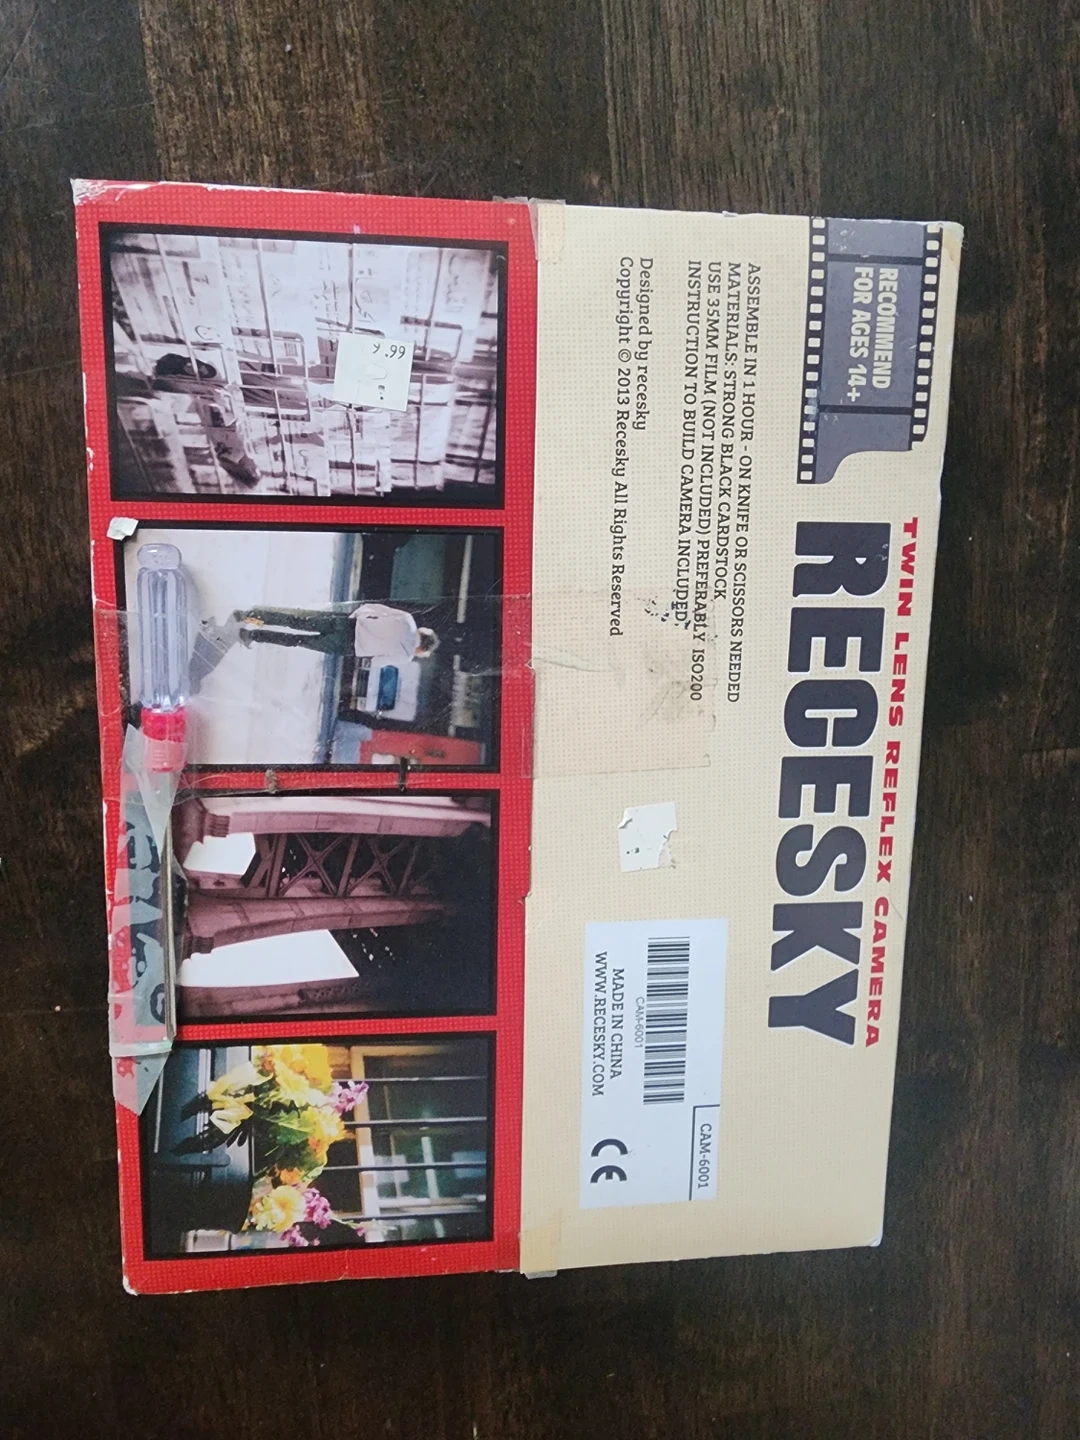 RECOMMEND
FOR AGES 14+
TWIN LENS REFLEX CAMERA
RECESKY
ASSEMBLE IN 1 HOUR - ON KNIFE OR SCISSORS NEEDED
MATERIALS: STRONG BLACK CARDSTOCK
USE 35MM FILM (NOT INCLUDED) PREFERABLY ISO200
INSTRUCTION TO BUILD CAMERA INCLUDED
Designed by recesky
Copyright © 2013 Recesky All Rights Reserved
CAM-6001
CAM-6001
MADE IN CHINA
WWW.RECESKY.COM
CE